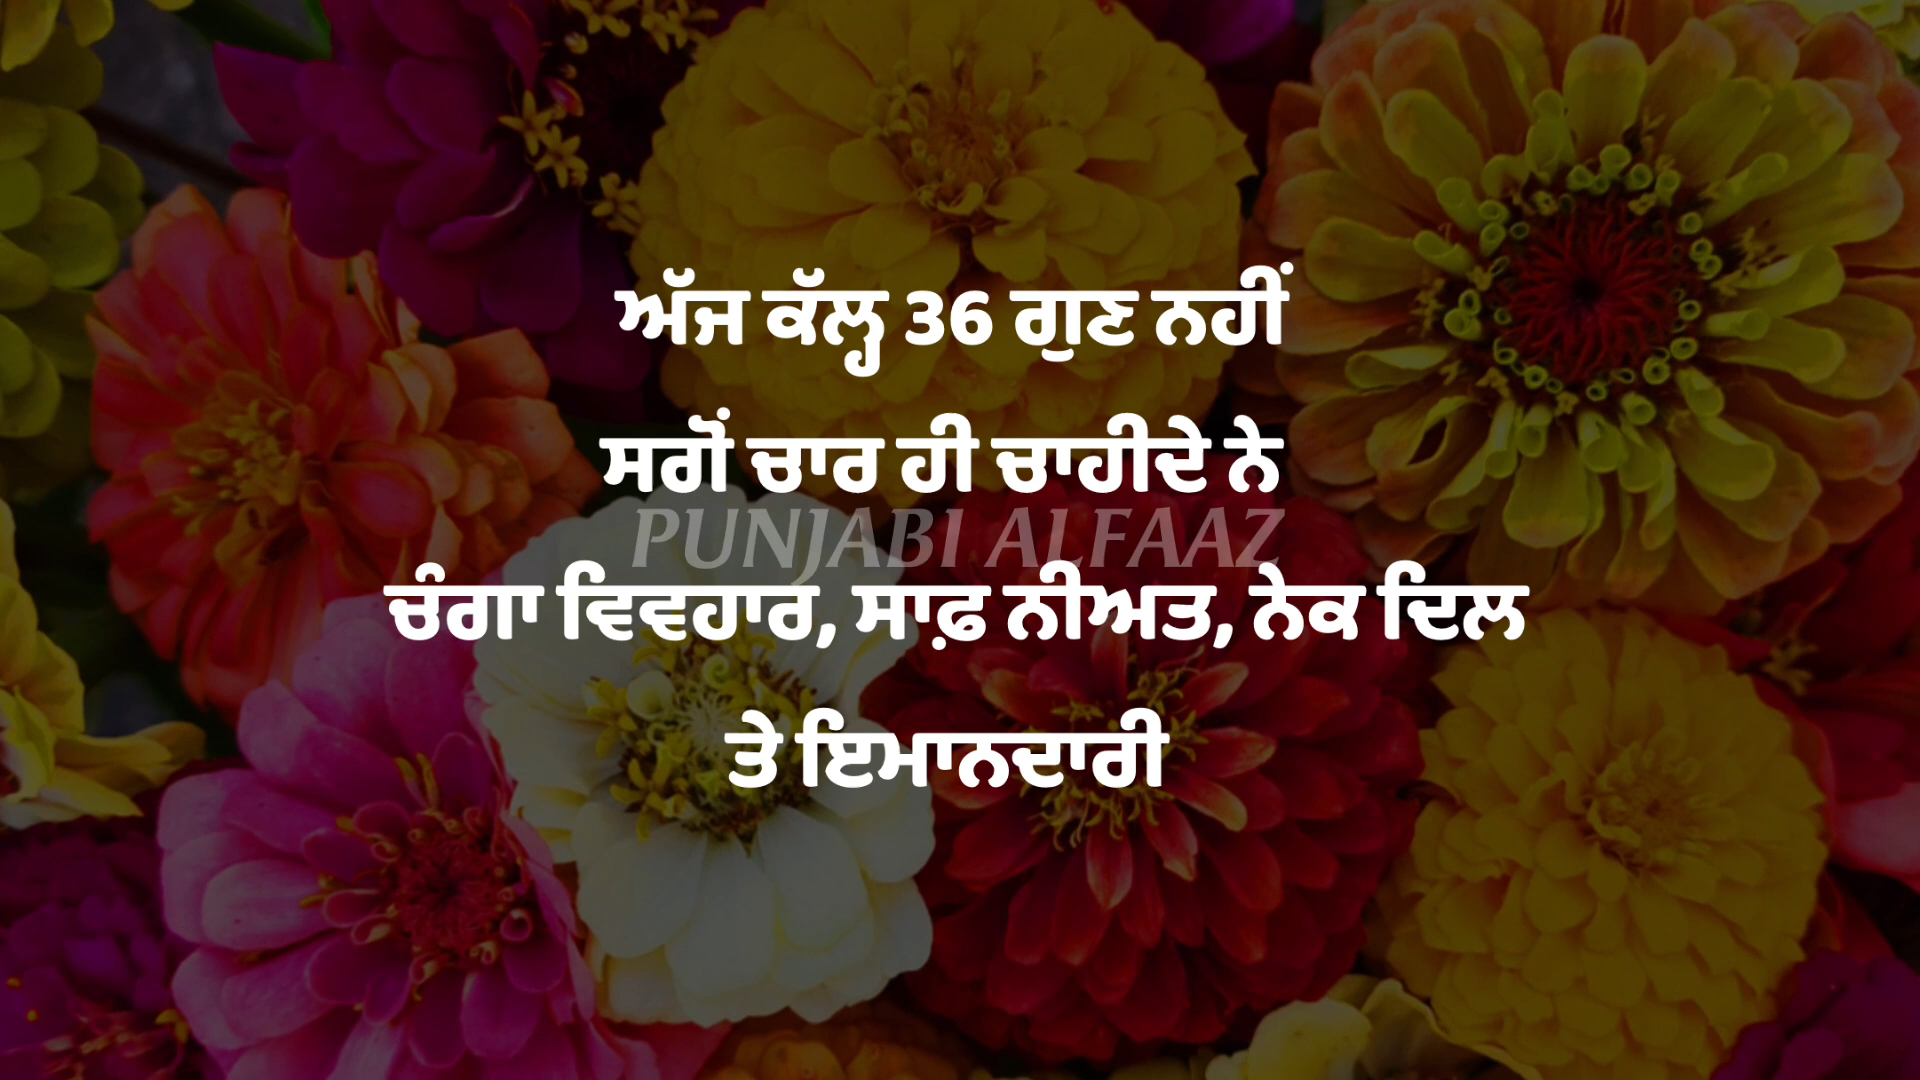 ਅੱਜ ਕੱਲ੍ਹ 36 ਗੁਣ ਨਹੀਂ
ਸਗੋਂ ਚਾਰ ਹੀ ਚਾਹੀਦੇ ਨੇ
PUNJABI ALFAAZ
ਚੰਗਾ ਵਿਵਹਾਰ, ਸਾਫ਼ ਨੀਅਤ, ਨੇਕ ਦਿਲ
ਤੇ ਇਮਾਨਦਾਰੀ